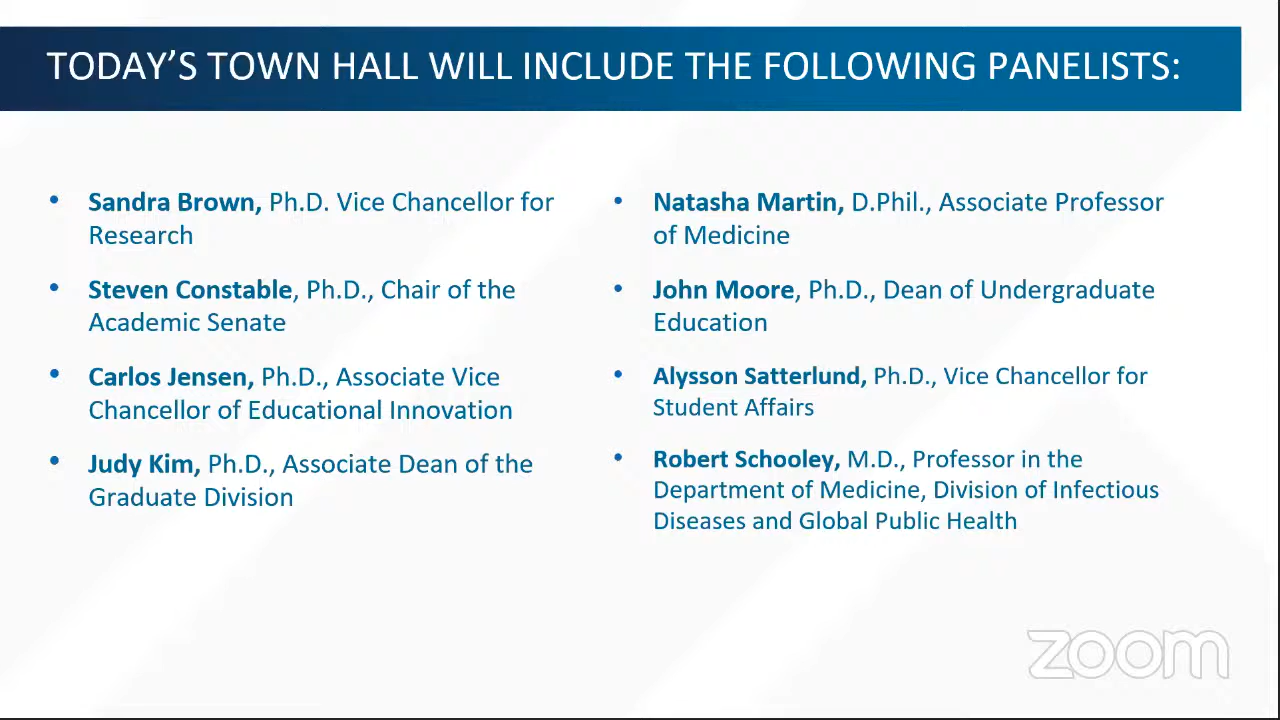 TODAY’S TOWN HALL WILL INCLUDE THE FOLLOWING PANELISTS:
• Sandra Brown, Ph.D. Vice Chancellor for
Research
• Steven Constable, Ph.D., Chair of the
Academic Senate
• Carlos Jensen, Ph.D., Associate Vice
Chancellor of Educational Innovation
• Judy Kim, Ph.D., Associate Dean of the
Graduate Division
• Natasha Martin, D.Phil., Associate Professor
of Medicine
• John Moore, Ph.D., Dean of Undergraduate
Education
• Alysson Satterlund, Ph.D., Vice Chancellor for
Student Affairs
• Robert Schooley, M.D., Professor in the
Department of Medicine, Division of Infectious
Diseases and Global Public Health
zoom